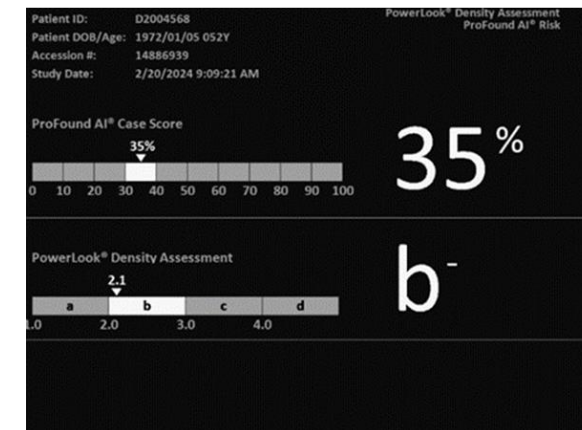 Patient ID: D2004568
Patient DOB/Age: 1972/01/05 052Y
Accession #: 14886939
Study Date: 2/20/2024 9:09:21 AM
PowerLook® Density Assessment
ProFound AI® Risk
ProFound AI® Case Score
35%
0 10 20 30 40 50 60 70 80 90 100
35%
PowerLook® Density Assessment
2.1
a b c d
1.0 2.0 3.0 4.0
b-